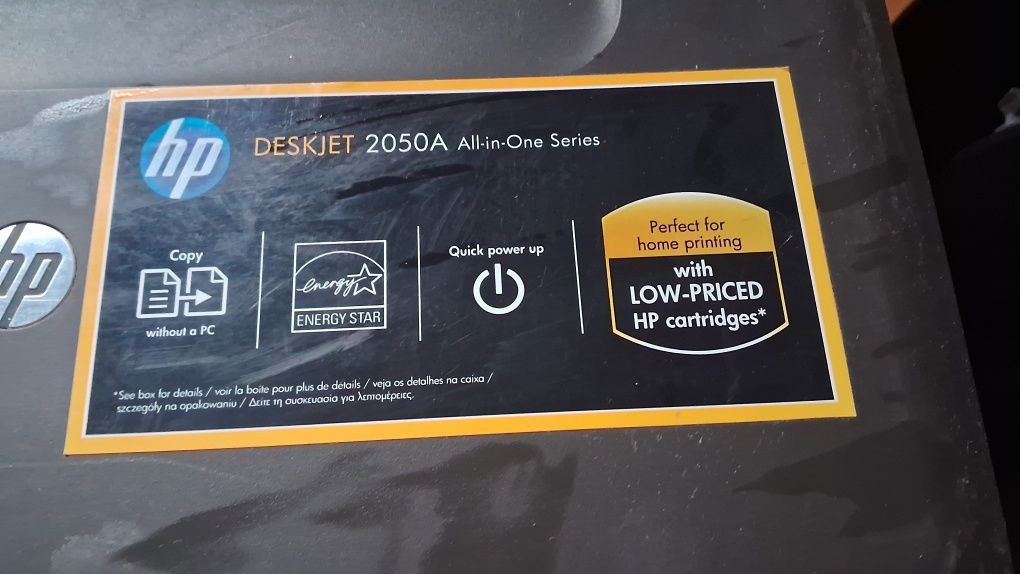 hp
DESKJET 2050A All-in-One Series
hp
Copy
without a PC
energy
ENERGY STAR
Quick power up
Perfect for
home printing
with
LOW-PRICED
HP cartridges*
*See box for details / voir la boîte pour plus de détails / veja os detalhes na caixa /
szczegóły na opakowaniu / Δείτε τη συσκευασία για λεπτομέρειες.